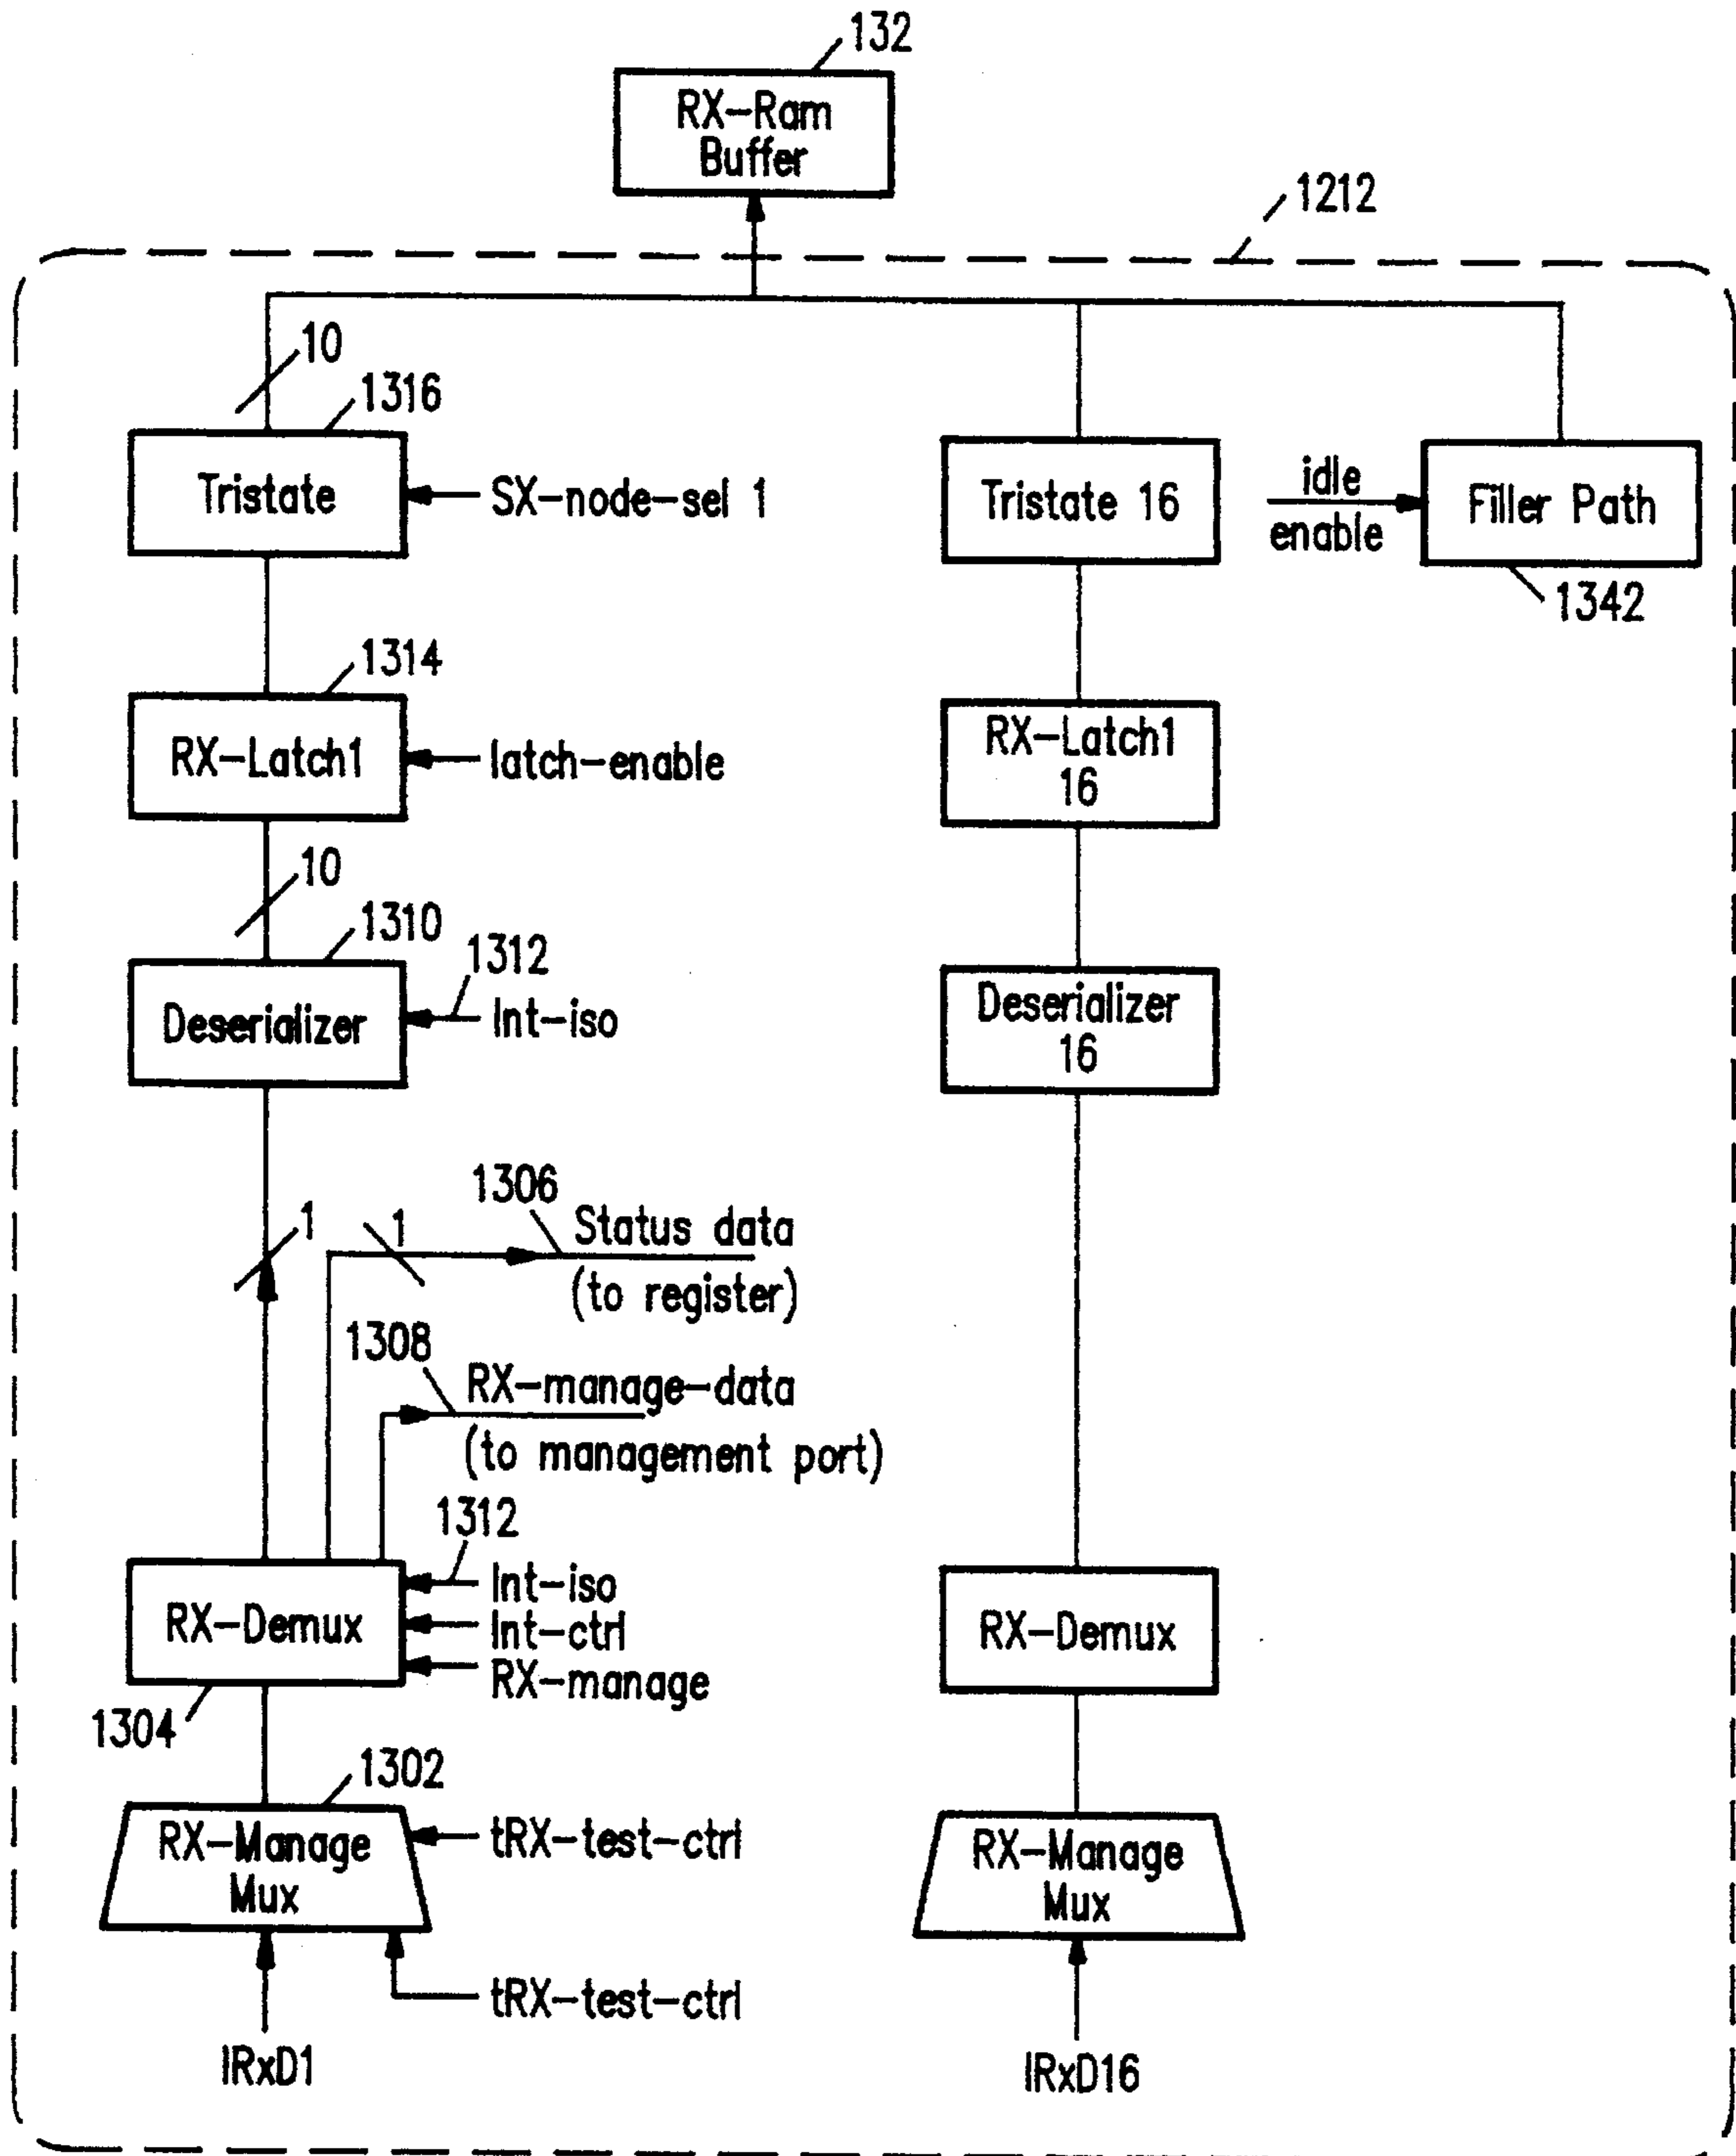 132
RX-Ram
Buffer
1212
10
1316
Tristate
SX-node-sel 1
Tristate 16
idle
enable
Filler Path
1342
1314
RX-Latch1
latch-enable
RX-Latch1
16
10
1310
1312
Deserializer
Int-iso
Deserializer
16
1
1
1306
Status data
(to register)
1308
RX-manage-data
(to management port)
1312
RX-Demux
Int-iso
Int-ctrl
RX-manage
RX-Demux
1304
1302
RX-Manage
Mux
tRX-test-ctrl
RX-Manage
Mux
tRX-test-ctrl
IRxD1
IRxD16